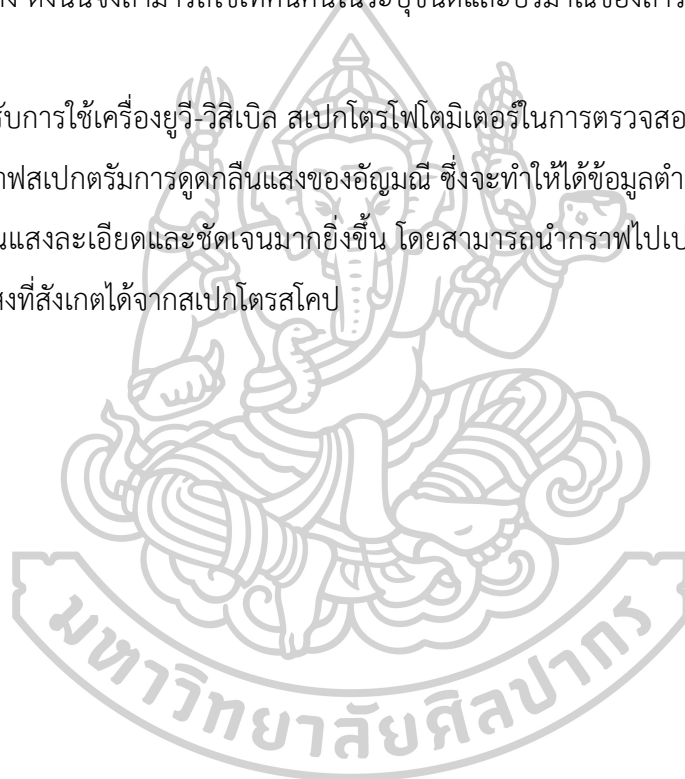 ดังนั้นจึงสามารถใช้เทคนิคนี้ในระบุชนิดและปริมาณของสาร
รับการใช้เครื่องยูวี-วิสิเบิล สเปกโตรโฟโตมิเตอร์ในการตรวจสอ
าฟสเปกตรัมการดูดกลืนแสงของอัญมณี ซึ่งจะทำให้ได้ข้อมูลตำ
นแสงละเอียดและชัดเจนมากยิ่งขึ้น โดยสามารถนำกราฟไปเป
สงที่สังเกตได้จากสเปกโตรสโคป
มหาวิทยาลัยศิลปากร